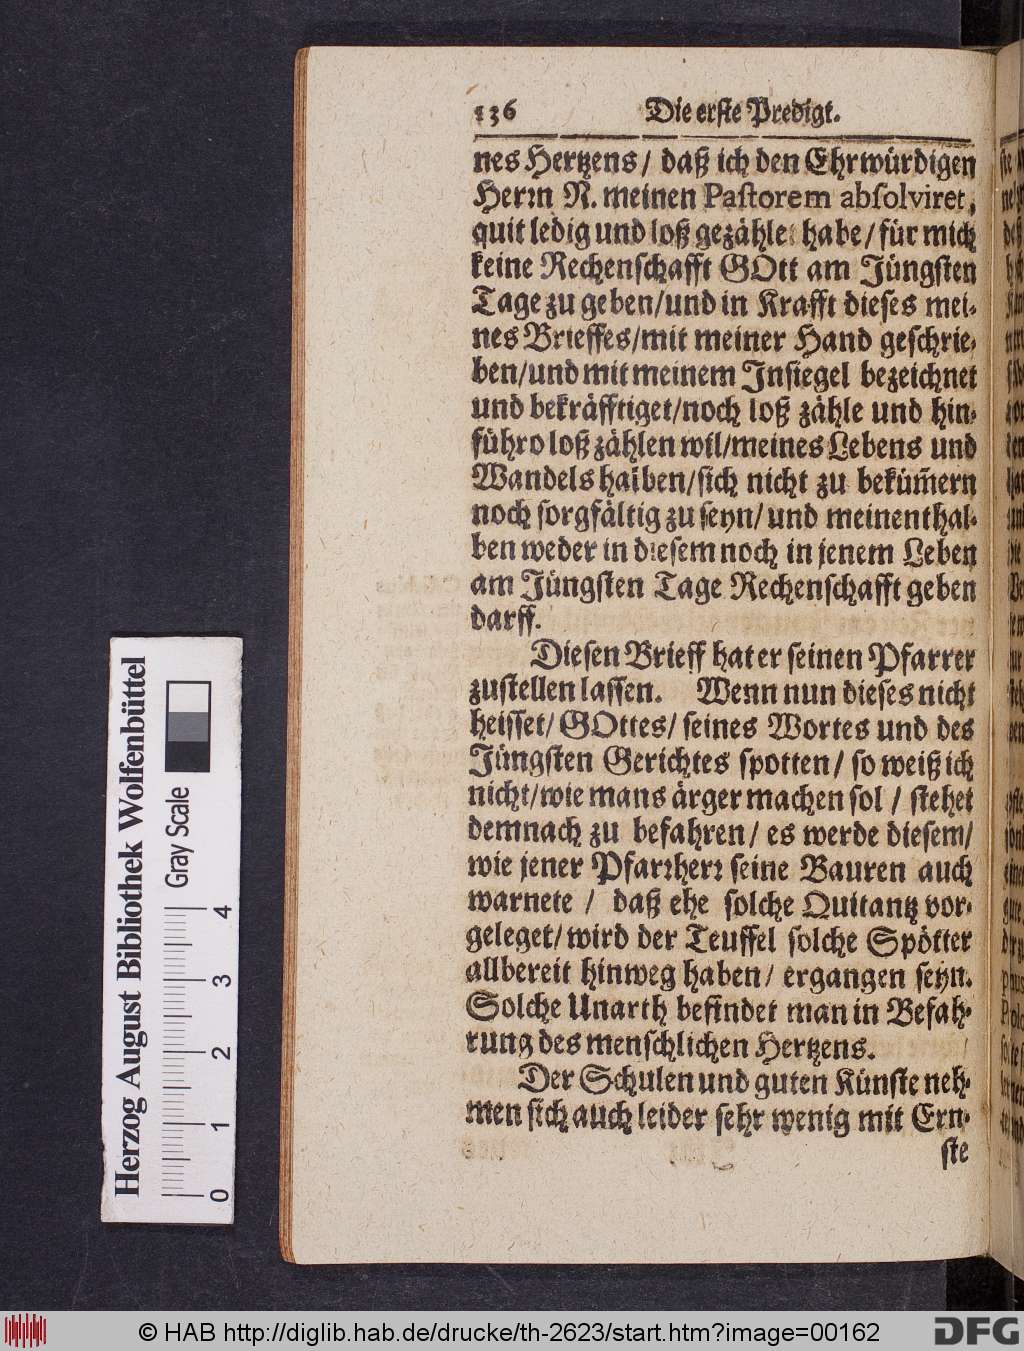 136 Die erste Predigt.
nes Hertzens/ daß ich den Ehrwürdigen
Herꝛn N. meinen Pastorem absolviret,
quit ledig und loß gezählet habe/ für mich
keine Rechenschafft GOtt am Jüngsten
Tage zu geben/und in Krafft dieses mei-
nes Brieffes/mit meiner Hand geschrie-
ben/und mit meinem Insiegel bezeichnet
und bekräfftiget/noch loß zähle und hin-
führo loß zählen wil/meines Lebens und
Wandels halben/sich nicht zu beküm̃ern
noch sorgfältig zu seyn/ und meinenthal-
ben weder in diesem noch in jenem Leben
am Jüngsten Tage Rechenschafft geben
darff.
Diesen Brieff hat er seinen Pfarrer
zustellen lassen. Wenn nun dieses nicht
heisset/ GOttes/ seines Wortes und des
Jüngsten Gerichtes spotten/ so weiß ich
nicht/wie mans ärger machen sol / stehet
demnach zu befahren/ es werde diesem/
wie jener Pfarꝛherꝛ seine Bauren auch
warnete / daß ehe solche Quitantz vor-
geleget/ wird der Teuffel solche Spötter
allbereit hinweg haben/ ergangen seyn.
Solche Unarth befindet man in Befah-
rung des menschlichen Hertzens.
Der Schulen und guten Künste neh-
men sich auch leider sehr wenig mit Ern-
ste
Herzog August Bibliothek Wolfenbüttel
Gray Scale
0 1 2 3 4
© HAB http://diglib.hab.de/drucke/th-2623/start.htm?image=00162
DFG